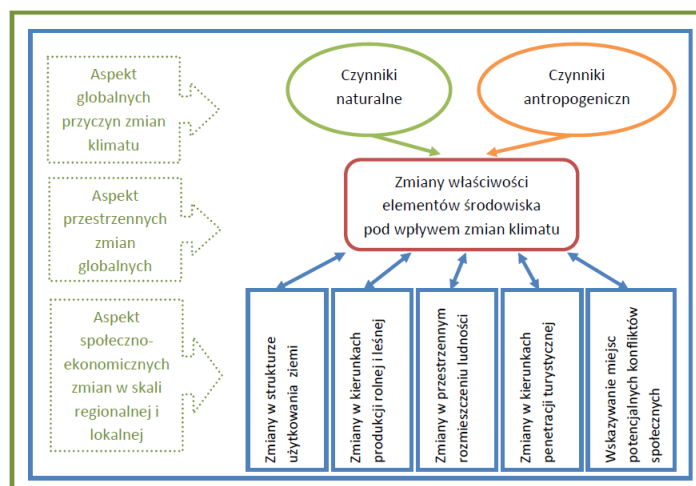 Aspekt
globalnych
przyczyn zmian
klimatu
Czynniki
naturalne
Czynniki
antropogeniczn
Aspekt
przestrzennych
zmian
globalnych
Zmiany właściwości
elementów środowiska
pod wpływem zmian klimatu
Aspekt
społeczno-
ekonomicznych
zmian w skali
regionalnej i
lokalnej
Zmiany w strukturze
użytkowania ziemi
Zmiany w kierunkach
produkcji rolnej i leśnej
Zmiany w przestrzennym
rozmieszczeniu ludności
Zmiany w kierunkach
penetracji turystycznej
Wskazywanie miejsc
potencjalnych konfliktów
społecznych